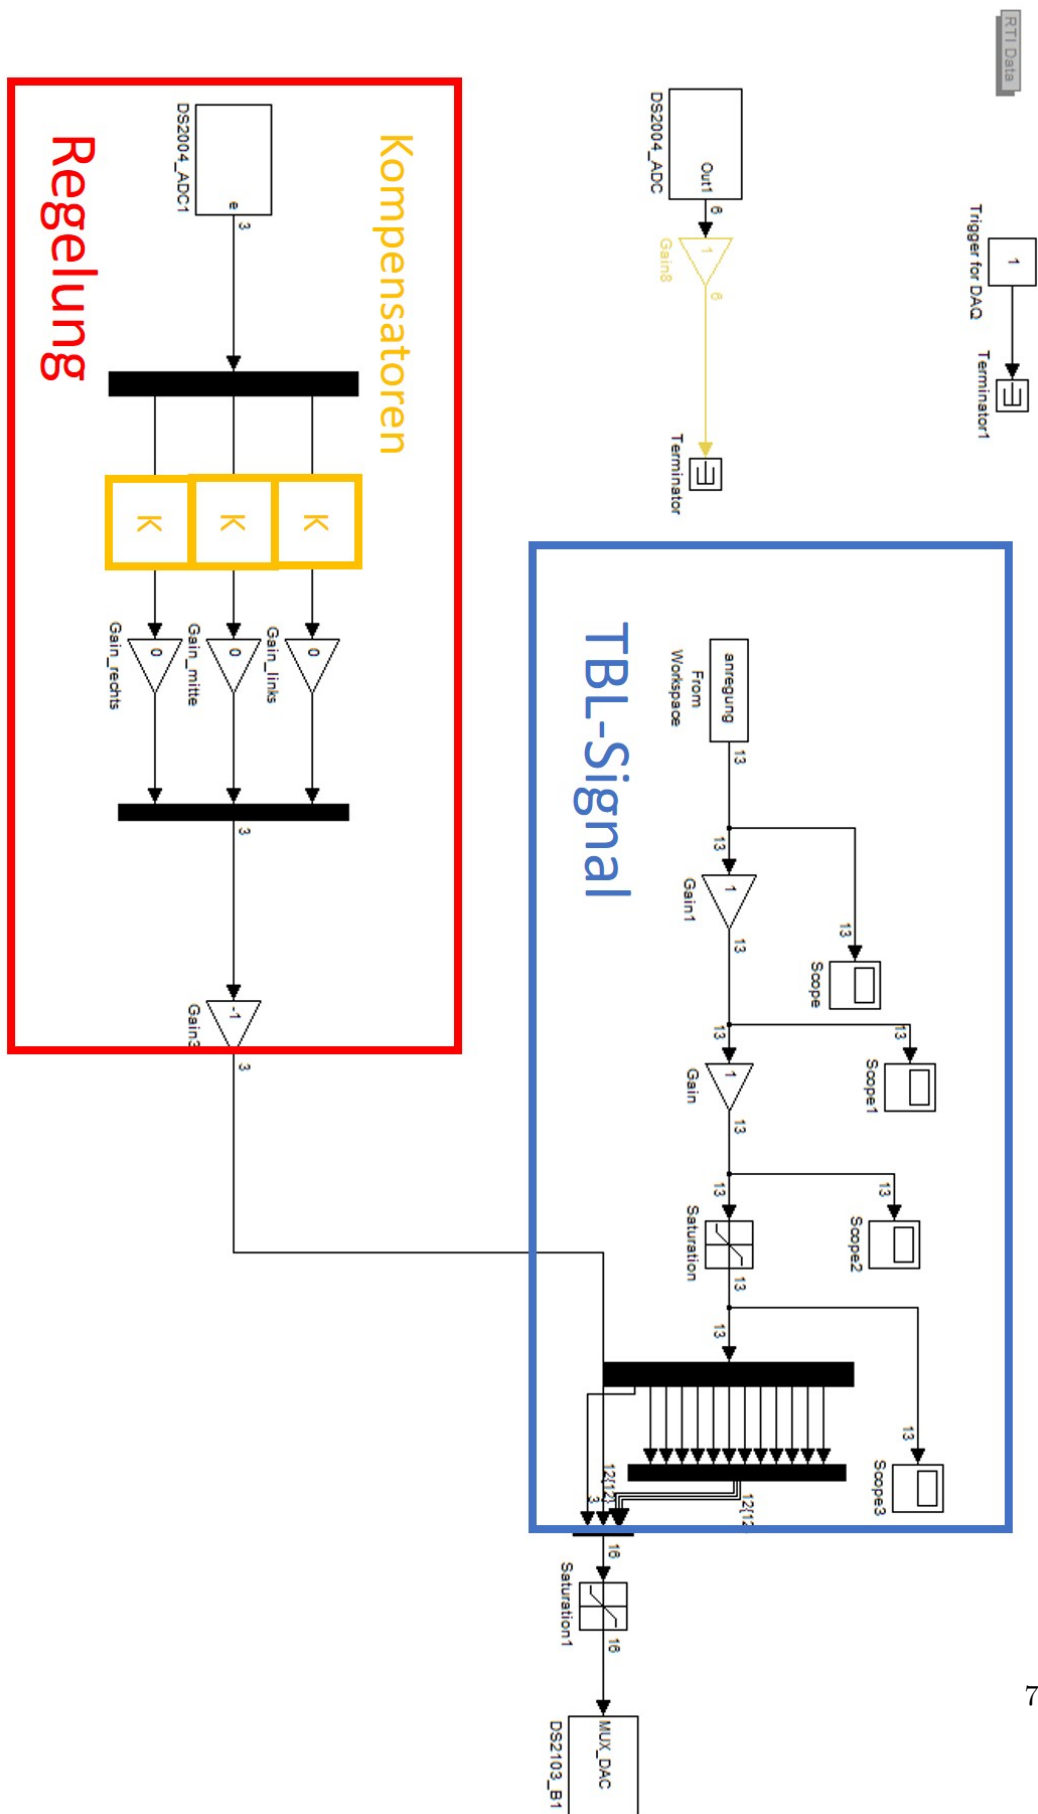 RTI Data
1
Trigger for DAQ
Terminator1
DS2004_ADC
Out1
6
1
Gain8
6
Terminator
TBL-Signal
anregung
From
Workspace
13
13
13
Scope
1
Gain1
13
13
13
Scope1
1
Gain
13
13
13
Scope2
Saturation
13
13
13
Scope3
12{12
12{12}
3
16
Saturation1
16
MUX_DAC
DS2103_B1
Regelung
Kompensatoren
DS2004_ADC1
e
3
K
K
K
0
Gain_links
0
Gain_mitte
0
Gain_rechts
3
-1
Gain3
3
7